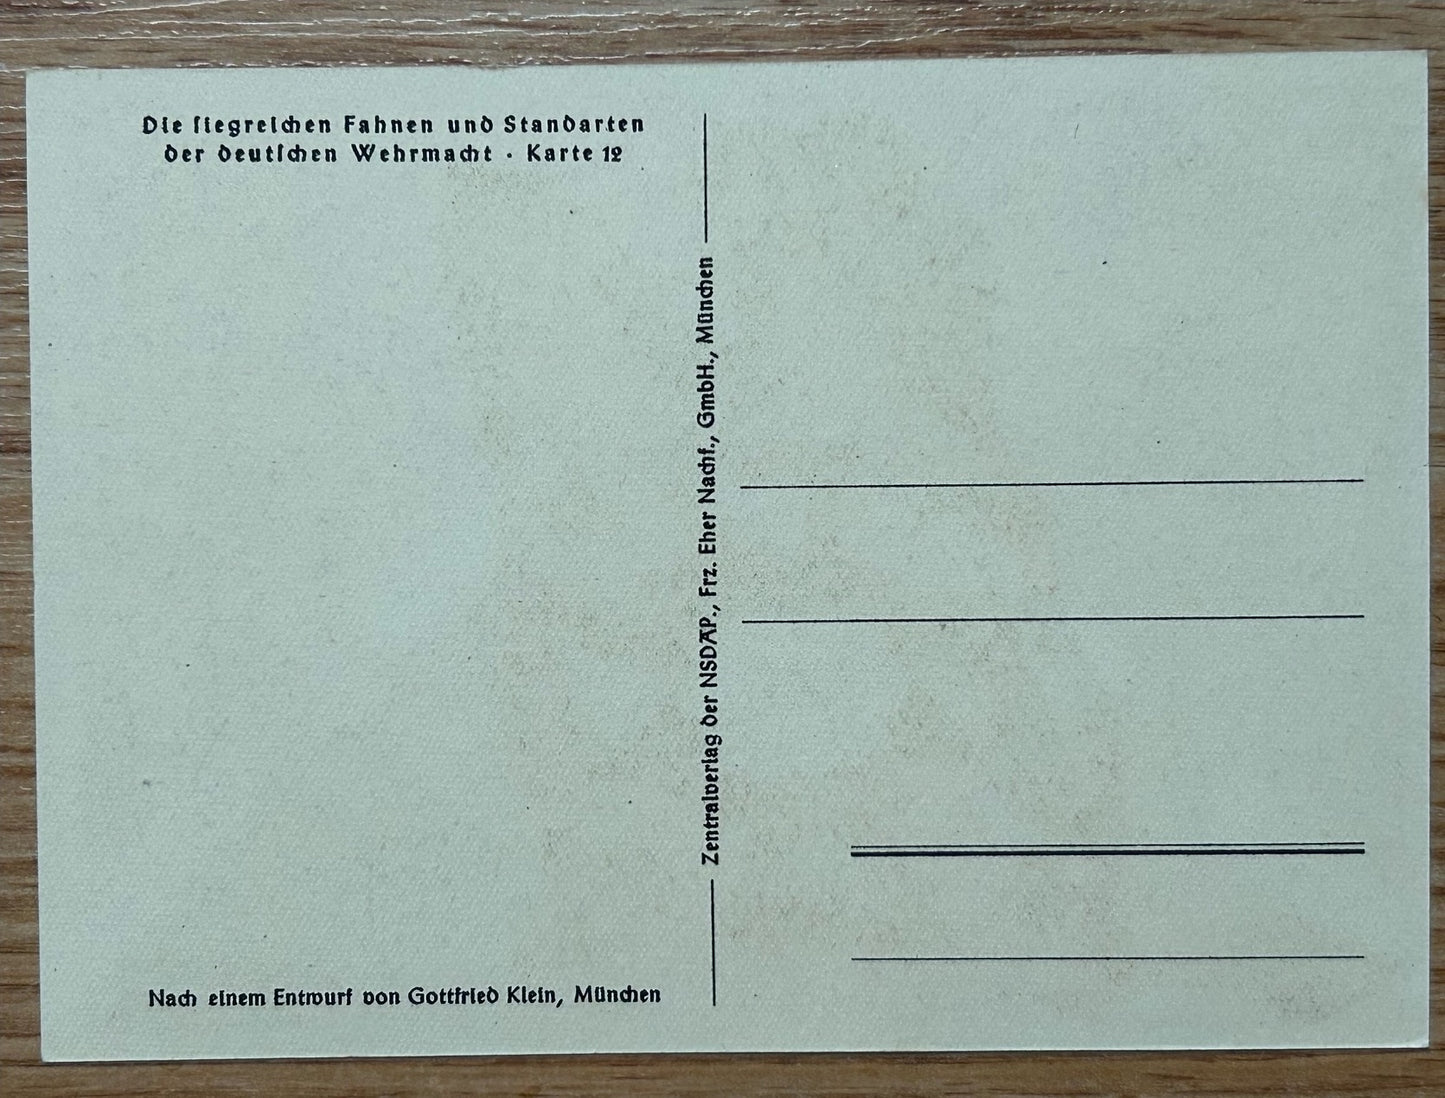 Die ſiegreichen Fahnen und Standarten
der deutſchen Wehrmacht · Karte 12
Zentralverlag der NSDAP., Frz. Eher Nachf., GmbH., München
Nach einem Entwurf von Gottfried Klein, München